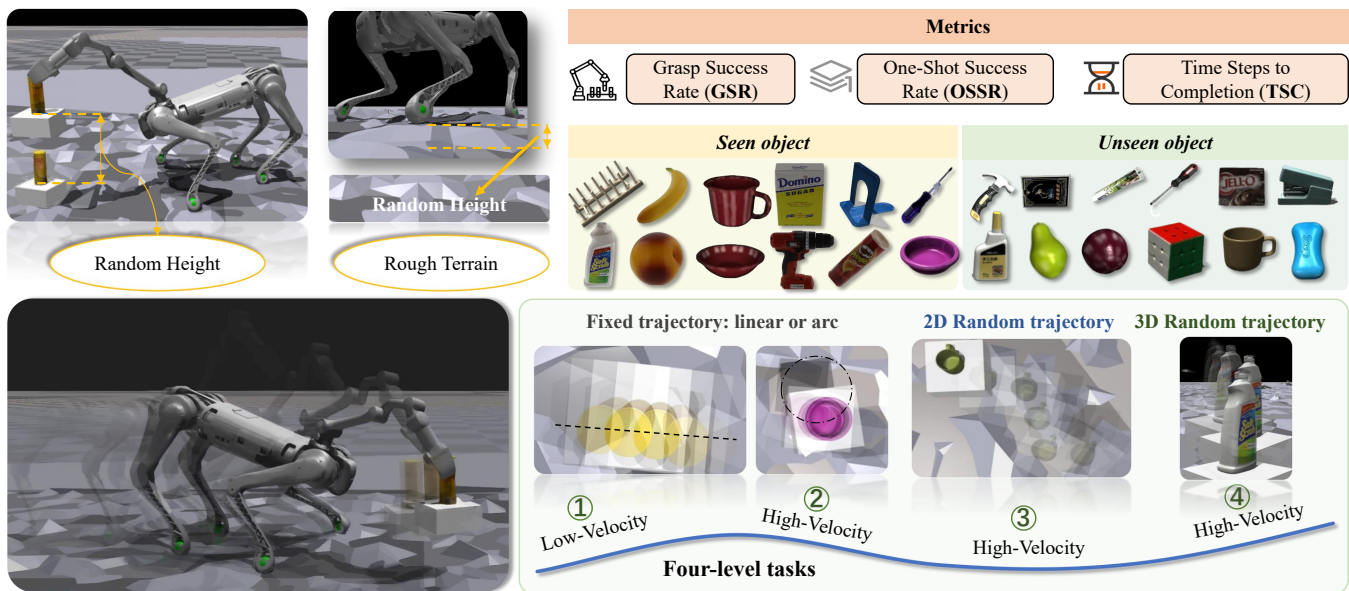 Random Height
Random Height
Rough Terrain
Metrics
Grasp Success
Rate (GSR)
One-Shot Success
Rate (OSSR)
Time Steps to
Completion (TSC)
Seen object
Domino
SUGAR
Unseen object
JELL-O
Fixed trajectory: linear or arc
2D Random trajectory
3D Random trajectory
①
Low-Velocity
②
High-Velocity
③
High-Velocity
④
High-Velocity
Four-level tasks